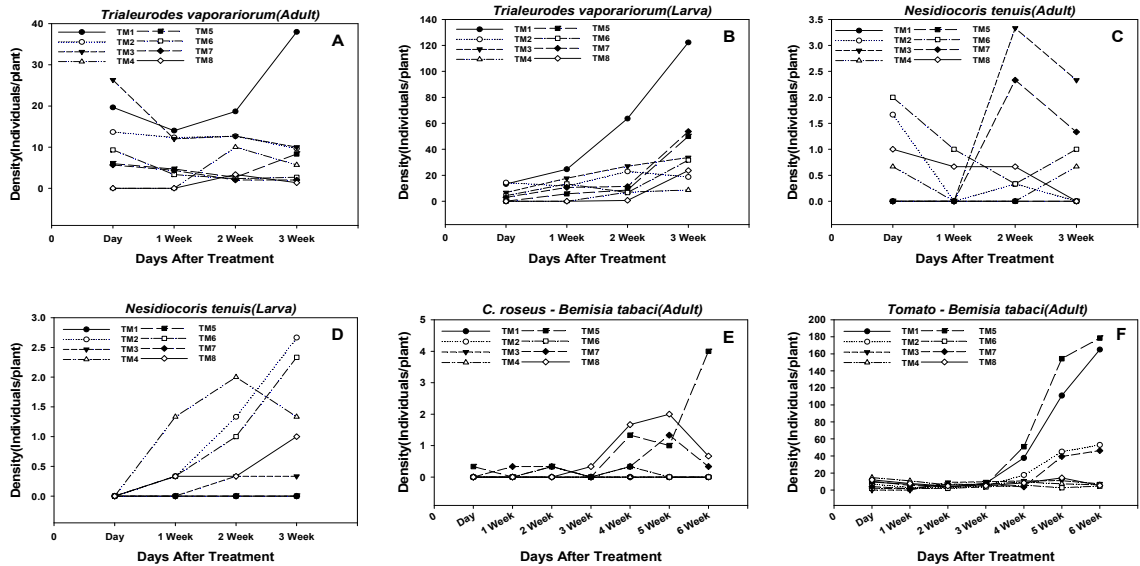 Trialeurodes vaporariorum(Adult)
A
TM1 TM5
TM2 TM6
TM3 TM7
TM4 TM8
Density(Individuals/plant)
40
30
20
10
0
0 Day 1 Week 2 Week 3 Week
Days After Treatment
Trialeurodes vaporariorum(Larva)
B
TM1 TM5
TM2 TM6
TM3 TM7
TM4 TM8
Density(Individuals/plant)
140
120
100
80
60
40
20
0
0 Day 1 Week 2 Week 3 Week
Days After Treatment
Nesidiocoris tenuis(Adult)
C
TM1 TM5
TM2 TM6
TM3 TM7
TM4 TM8
Density(Individuals/plant)
3.5
3.0
2.5
2.0
1.5
1.0
0.5
0.0
0 Day 1 Week 2 Week 3 Week
Days After Treatment
Nesidiocoris tenuis(Larva)
D
TM1 TM5
TM2 TM6
TM3 TM7
TM4 TM8
Density(Individuals/plant)
3.0
2.5
2.0
1.5
1.0
0.5
0.0
0 Day 1 Week 2 Week 3 Week
Days After Treatment
C. roseus - Bemisia tabaci(Adult)
E
TM1 TM5
TM2 TM6
TM3 TM7
TM4 TM8
Density(Individuals/plant)
5
4
3
2
1
0
0 Day 1 Week 2 Week 3 Week 4 Week 5 Week 6 Week
Days After Treatment
Tomato - Bemisia tabaci(Adult)
F
TM1 TM5
TM2 TM6
TM3 TM7
TM4 TM8
Density(Individuals/plant)
200
180
160
140
120
100
80
60
40
20
0
0 Day 1 Week 2 Week 3 Week 4 Week 5 Week 6 Week
Days After Treatment